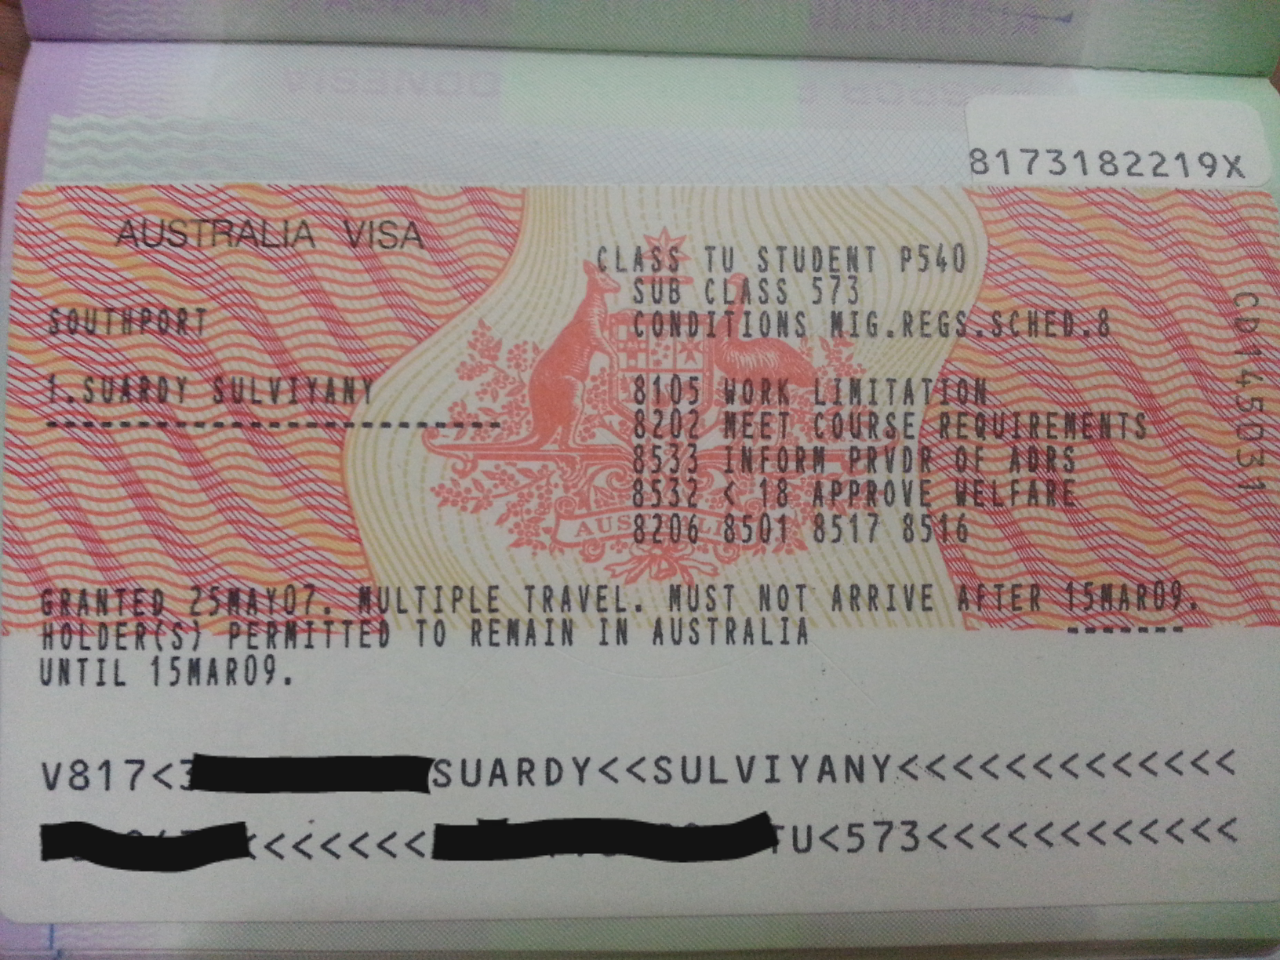 8173182219X
AUSTRALIA VISA
CLASS TU STUDENT P540
SUB CLASS 573
SOUTHPORT
CONDITIONS MIG.REGS.SCHED.8
1.SUARDY SULVIYANY
8105 WORK LIMITATION
8202 MEET COURSE REQUIREMENTS
8533 INFORM PRVDR OF ADRS
8532 < 18 APPROVE WELFARE
8206 8501 8517 8516
CD145031
GRANTED 25MAY07. MULTIPLE TRAVEL. MUST NOT ARRIVE AFTER 15MAR09.
HOLDER(S) PERMITTED TO REMAIN IN AUSTRALIA
UNTIL 15MAR09.
V817<3 SUARDY<<SULVIYANY<<<<<<<<<<<<<<
<<<<<<< TU<573<<<<<<<<<<<<<